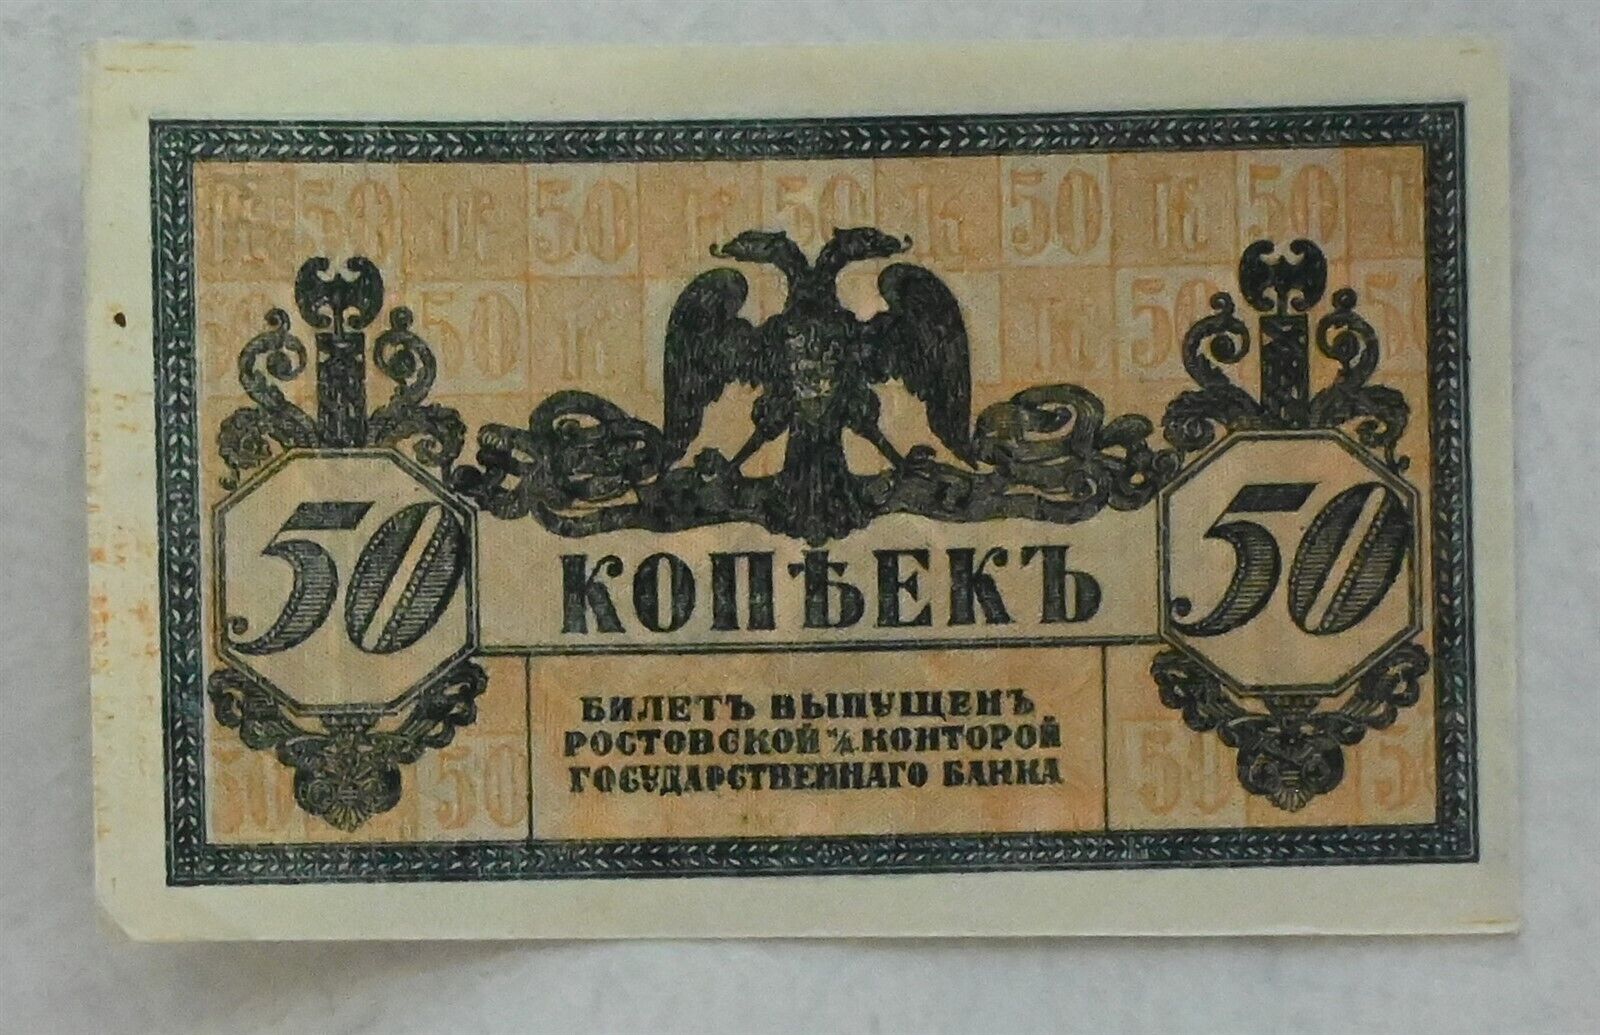 50 КОПѢЕКЪ 50
БИЛЕТЪ ВЫПУЩЕНЪ
РОСТОВСКОЙ Н/Д. КОНТОРОЙ
ГОСУДАРСТВЕННАГО БАНКА